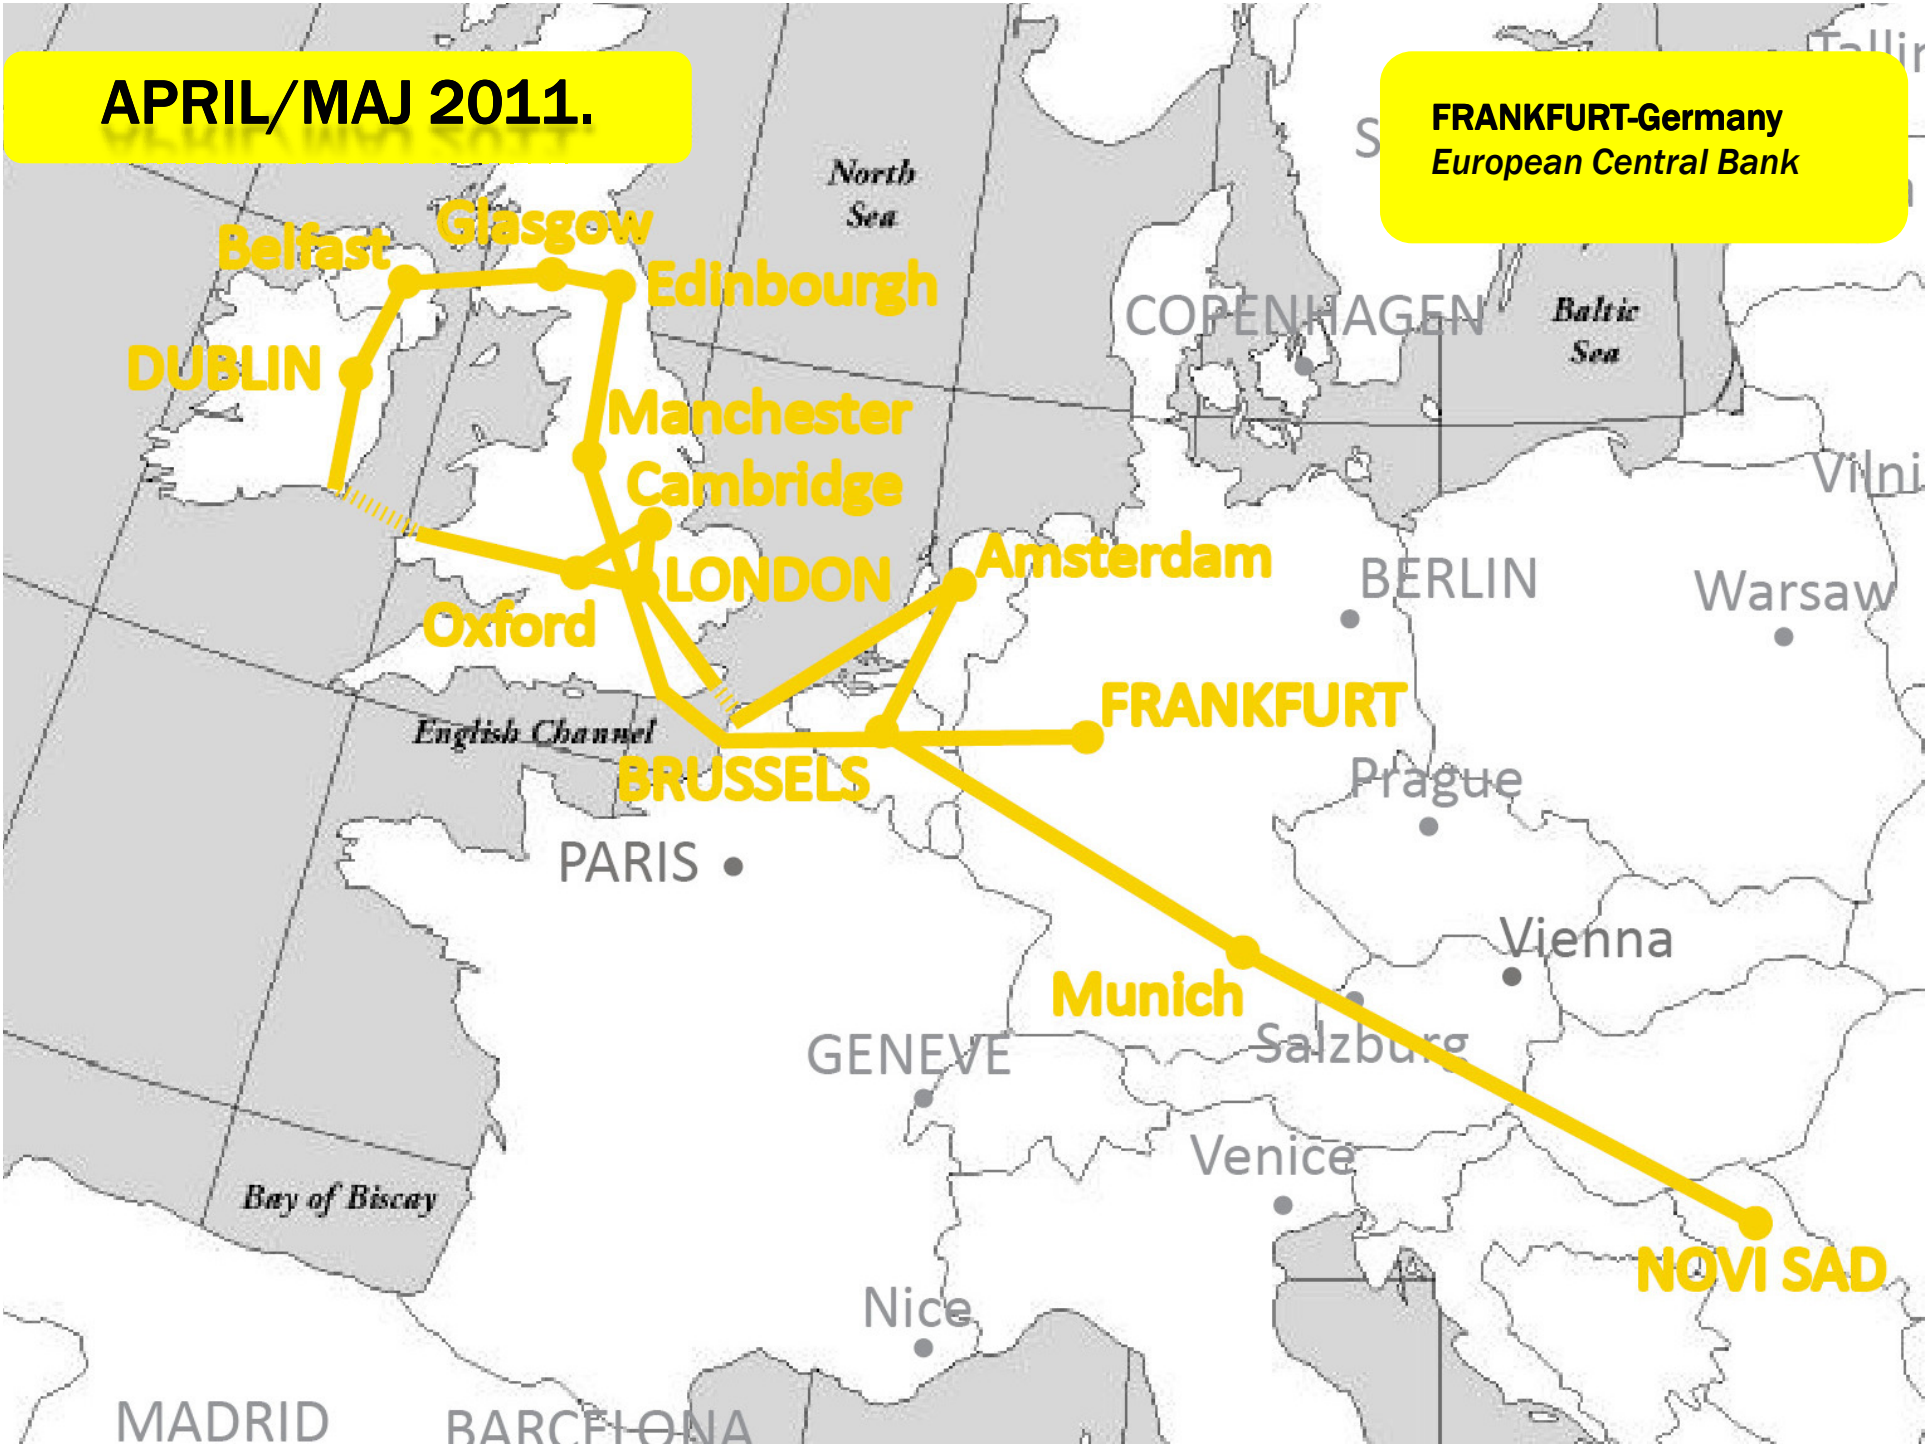 APRIL/MAJ 2011.
FRANKFURT-Germany
European Central Bank
North
Sea
Glasgow
Belfast
Edinbourgh
COPENHAGEN
Baltic
Sea
DUBLIN
Manchester
Cambridge
Vilni
Amsterdam
LONDON
BERLIN
Warsaw
Oxford
FRANKFURT
English Channel
BRUSSELS
Prague
PARIS
Vienna
Munich
Salzburg
GENEVE
Venice
Bay of Biscay
NOVI SAD
Nice
MADRID
BARCELONA